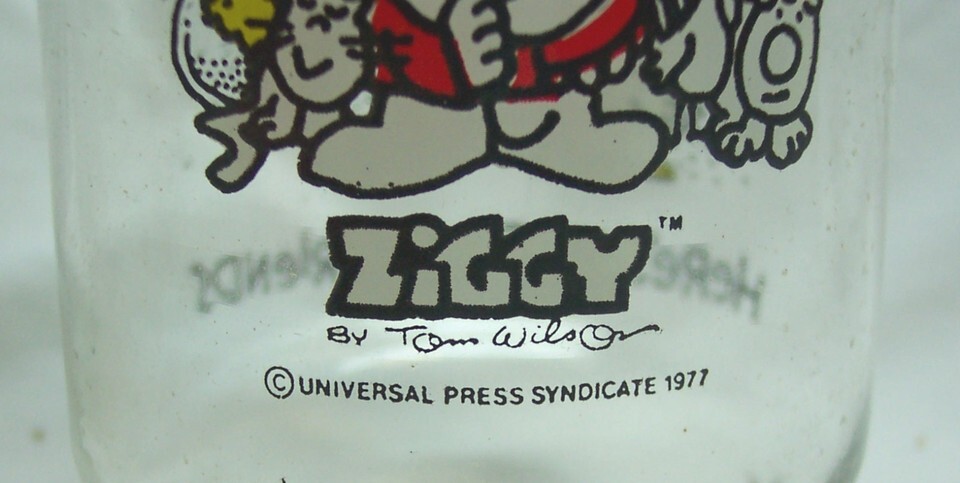 ZiGGY™
BY Tom Wilson
© UNIVERSAL PRESS SYNDICATE 1977